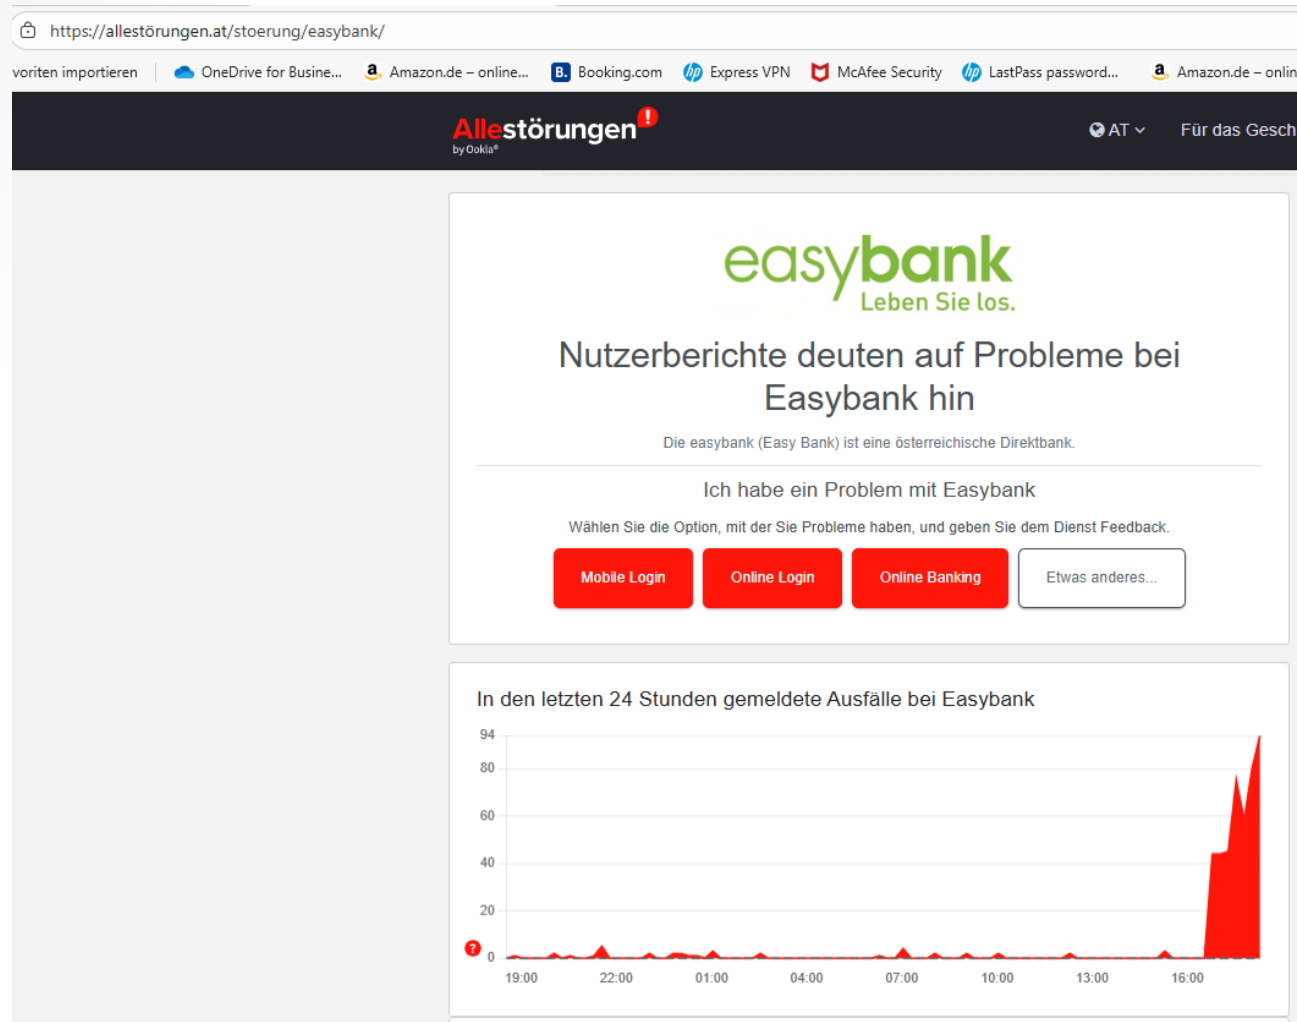 https://allestörungen.at/stoerung/easybank/
voriten importieren OneDrive for Busine... Amazon.de – online... B. Booking.com Express VPN McAfee Security LastPass password... Amazon.de – onlin
Allestörungen!
by Ookla®
AT Für das Gesch
easybank
Leben Sie los.
Nutzerberichte deuten auf Probleme bei
Easybank hin
Die easybank (Easy Bank) ist eine österreichische Direktbank.
Ich habe ein Problem mit Easybank
Wählen Sie die Option, mit der Sie Probleme haben, und geben Sie dem Dienst Feedback.
Mobile Login Online Login Online Banking Etwas anderes...
In den letzten 24 Stunden gemeldete Ausfälle bei Easybank
94
80
60
40
20
? 0
19:00 22:00 01:00 04:00 07:00 10:00 13:00 16:00